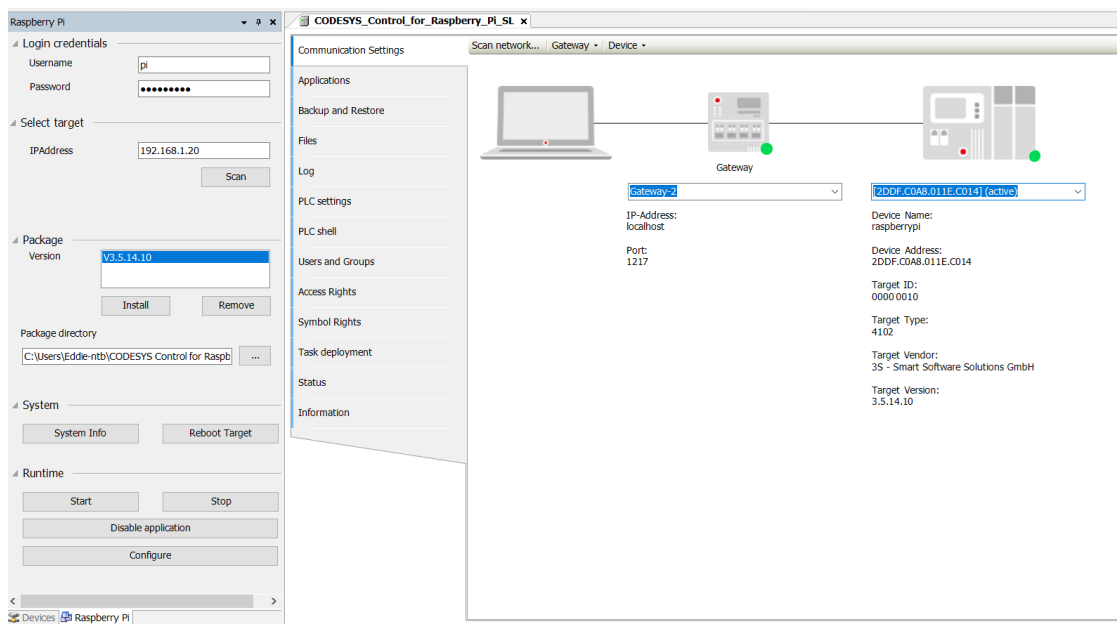 Raspberry Pi
Login credentials
Username
pi
Password
●●●●●●●●●
Select target
IPAddress
192.168.1.20
Scan
Package
Version
V3.5.14.10
Install
Remove
Package directory
C:\Users\Eddie-ntb\CODESYS Control for Raspb
...
System
System Info
Reboot Target
Runtime
Start
Stop
Disable application
Configure
Devices
Raspberry Pi
CODESYS_Control_for_Raspberry_Pi_SL
Communication Settings
Applications
Backup and Restore
Files
Log
PLC settings
PLC shell
Users and Groups
Access Rights
Symbol Rights
Task deployment
Status
Information
Scan network...
Gateway
Device
Gateway
Gateway-2
IP-Address:
localhost
Port:
1217
[2DDF.C0A8.011E.C014] (active)
Device Name:
raspberrypi
Device Address:
2DDF.C0A8.011E.C014
Target ID:
0000 0010
Target Type:
4102
Target Vendor:
3S - Smart Software Solutions GmbH
Target Version:
3.5.14.10